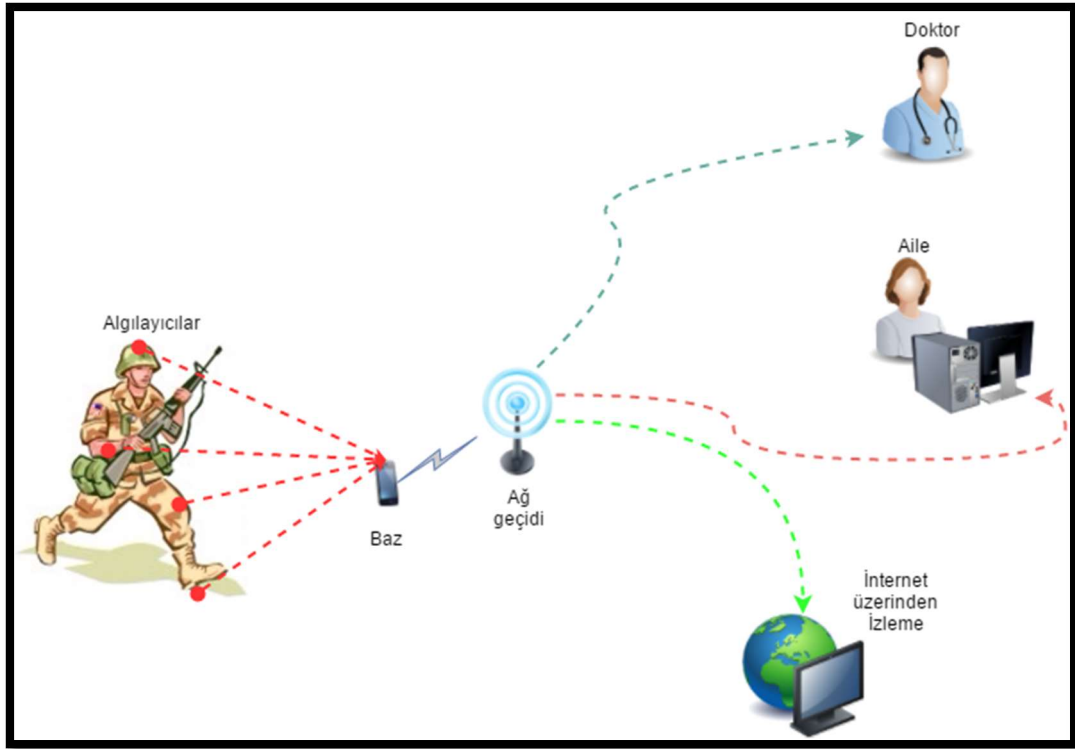 Doktor
Aile
Algılayıcılar
Baz
Ağ
geçidi
İnternet
üzerinden
İzleme